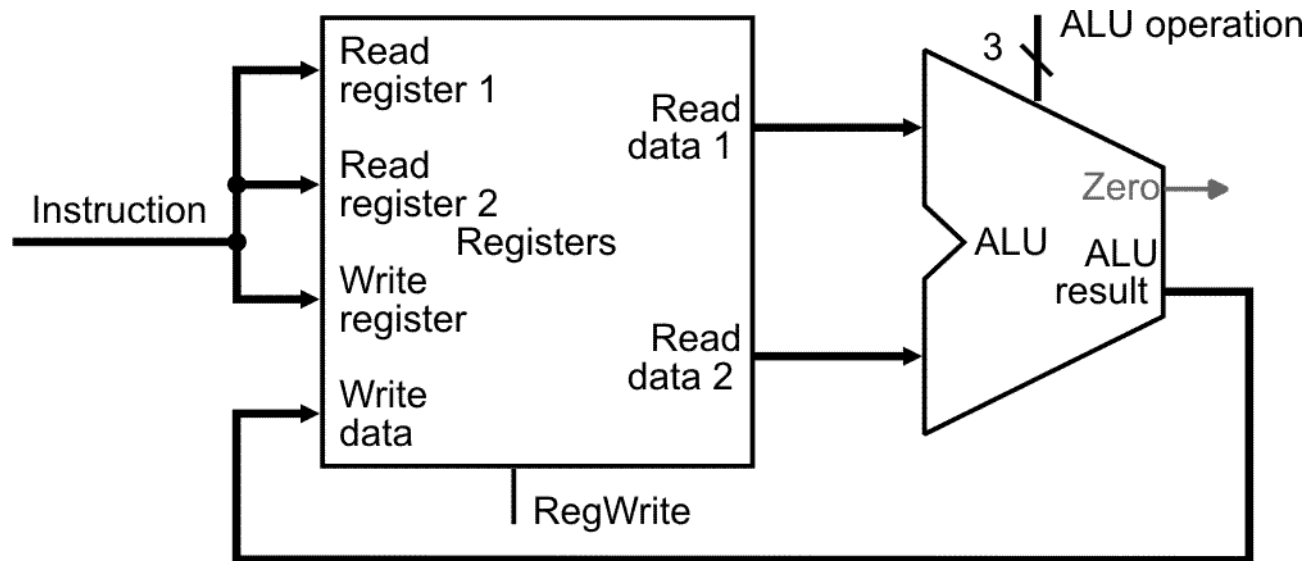 Instruction
Read
register 1
Read
register 2
Registers
Write
register
Write
data
Read
data 1
Read
data 2
RegWrite
3
ALU operation
Zero
ALU
ALU
result